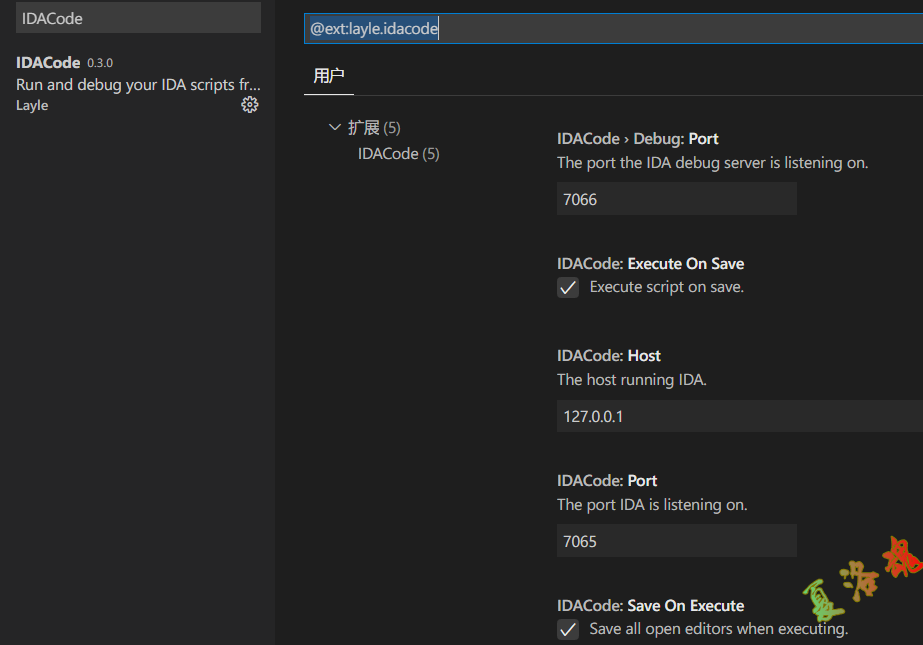 IDACode
IDACode 0.3.0
Run and debug your IDA scripts fr...
Layle
@ext:layle.idacode
用户
扩展 (5)
IDACode (5)
IDACode › Debug: Port
The port the IDA debug server is listening on.
7066
IDACode: Execute On Save
Execute script on save.
IDACode: Host
The host running IDA.
127.0.0.1
IDACode: Port
The port IDA is listening on.
7065
IDACode: Save On Execute
Save all open editors when executing.
夏洛